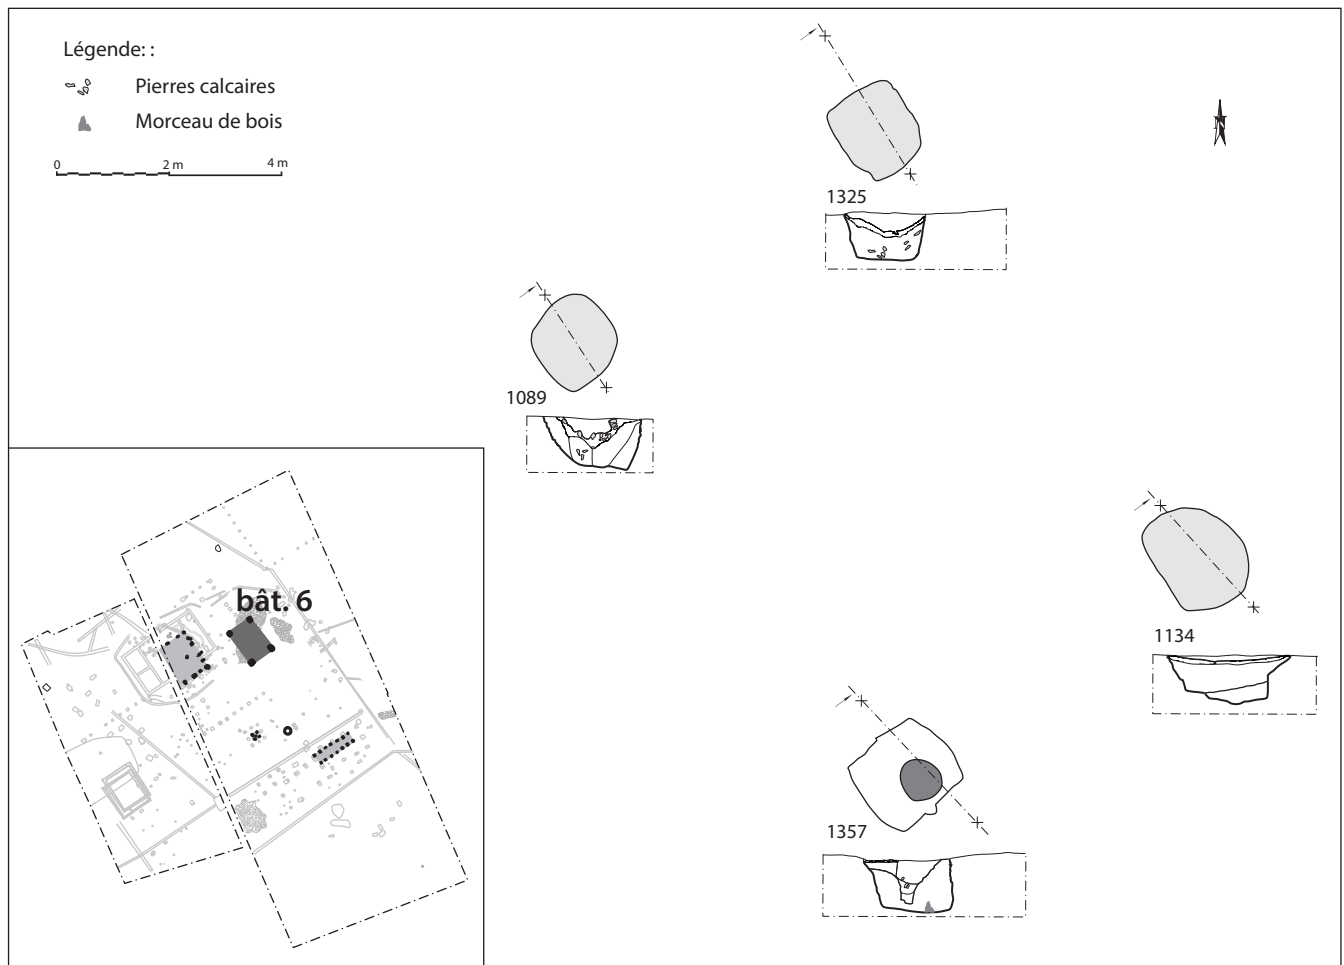 Légende: :
Pierres calcaires
Morceau de bois
0 2 m 4 m
1325
1089
bât. 6
1134
1357